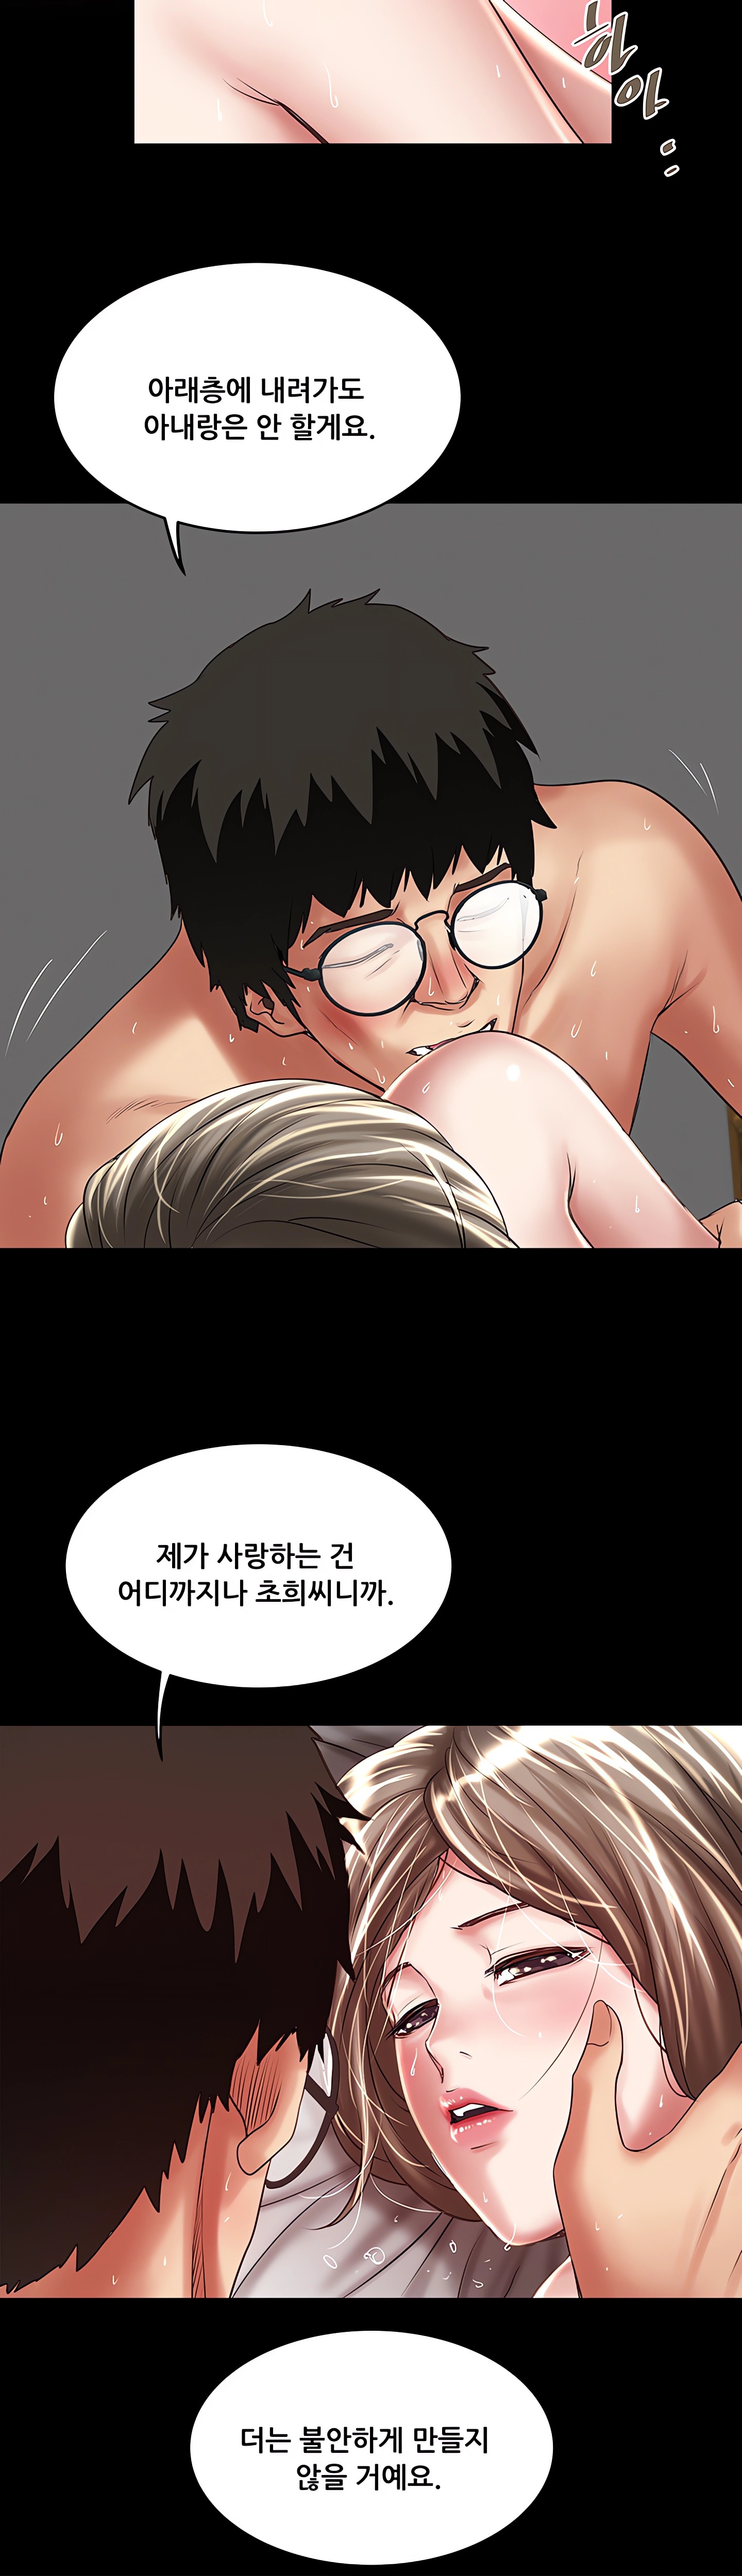 하아
아래층에 내려가도
아내랑은 안 할게요.
제가 사랑하는 건
어디까지나 초희씨니까.
더는 불안하게 만들지
않을 거예요.